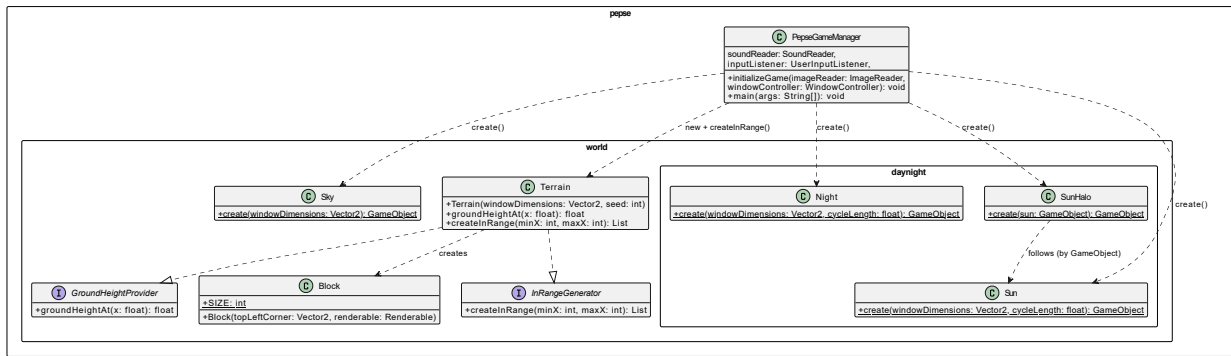 pepse
C PepseGameManager
soundReader: SoundReader,
inputListener: UserInputListener,
+initializeGame(imageReader: ImageReader,
windowController: WindowController): void
+main(args: String[]): void
create()
new + createInRange()
create()
create()
create()
world
daynight
C Sky
+create(windowDimensions: Vector2): GameObject
C Terrain
+Terrain(windowDimensions: Vector2, seed: int)
+groundHeightAt(x: float): float
+createInRange(minX: int, maxX: int): List
C Night
+create(windowDimensions: Vector2, cycleLength: float): GameObject
C SunHalo
+create(sun: GameObject): GameObject
creates
follows (by GameObject)
I GroundHeightProvider
+groundHeightAt(x: float): float
C Block
+SIZE: int
+Block(topLeftCorner: Vector2, renderable: Renderable)
I InRangeGenerator
+createInRange(minX: int, maxX: int): List
C Sun
+create(windowDimensions: Vector2, cycleLength: float): GameObject